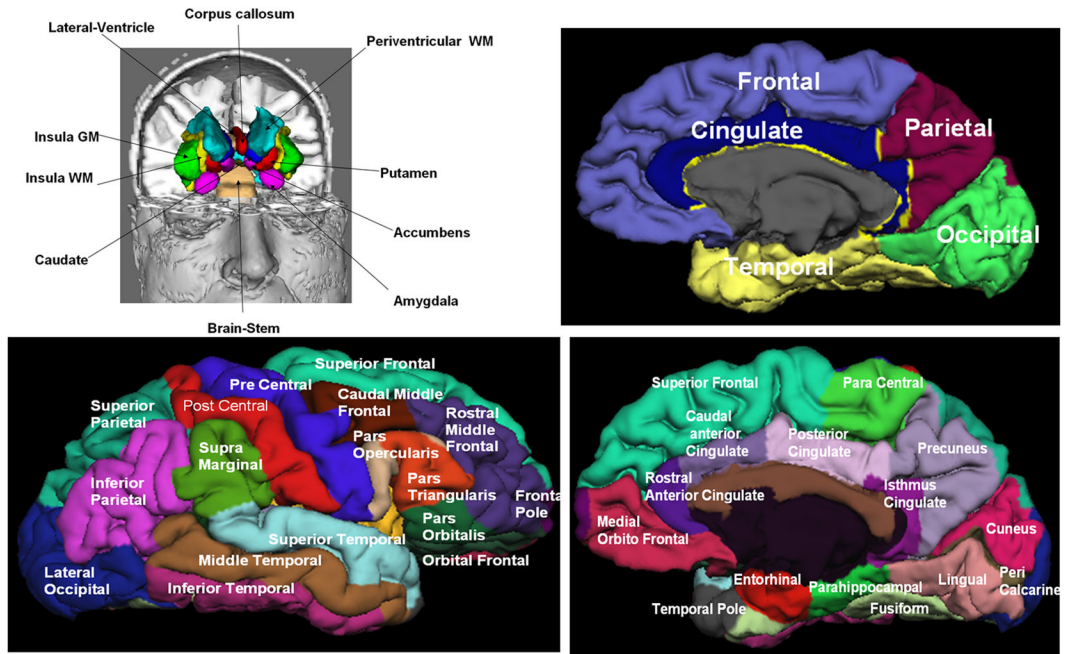 Corpus callosum
Lateral-Ventricle
Periventricular WM
Insula GM
Insula WM
Putamen
Accumbens
Caudate
Amygdala
Brain-Stem
Frontal
Cingulate
Parietal
Occipital
Temporal
Superior Frontal
Pre Central
Caudal Middle
Frontal
Post Central
Superior
Parietal
Rostral
Middle
Frontal
Pars
Opercularis
Supra
Marginal
Inferior
Parietal
Pars
Triangularis
Fronta
Pole
Pars
Orbitalis
Superior Temporal
Orbital Frontal
Middle Temporal
Lateral
Occipital
Inferior Temporal
Superior Frontal
Para Central
Caudal
anterior
Cingulate
Posterior
Cingulate
Precuneus
Rostral
Anterior Cingulate
Isthmus
Cingulate
Medial
Orbito Frontal
Cuneus
Entorhinal
Parahippocampal
Lingual
Peri
Calcarine
Temporal Pole
Fusiform